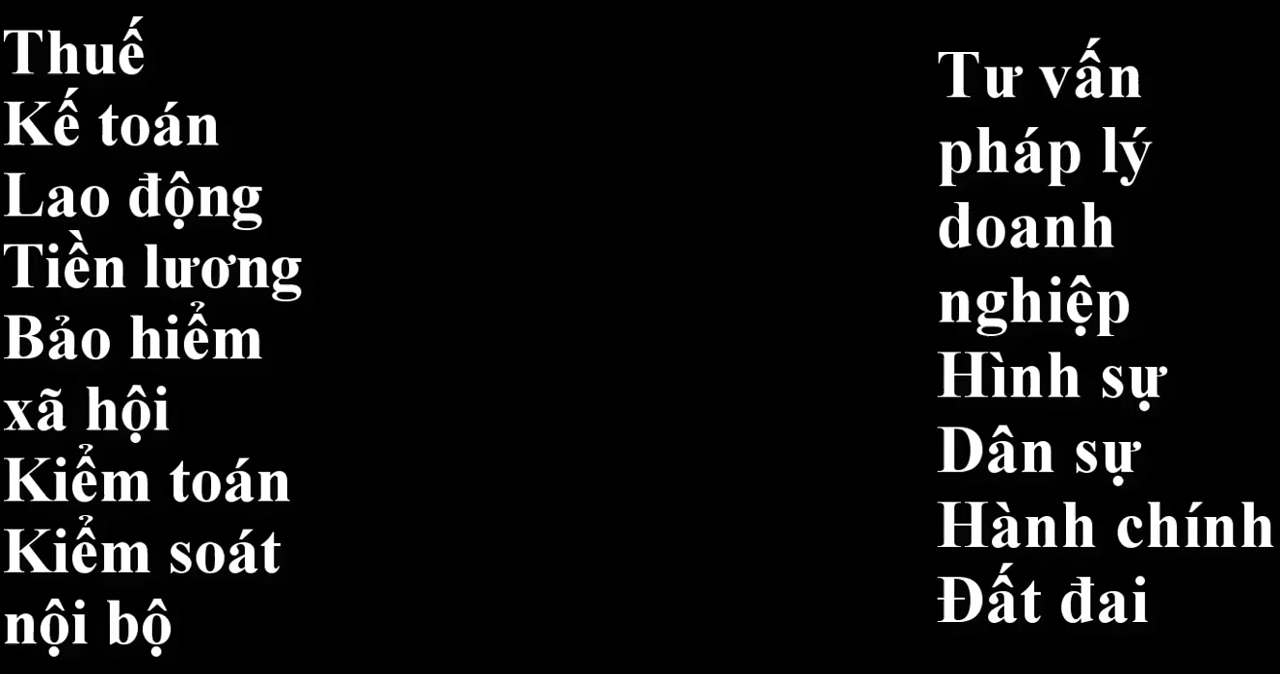 Thuế
Kế toán
Lao động
Tiền lương
Bảo hiểm
xã hội
Kiểm toán
Kiểm soát
nội bộ
Tư vấn
pháp lý
doanh
nghiệp
Hình sự
Dân sự
Hành chính
Đất đai